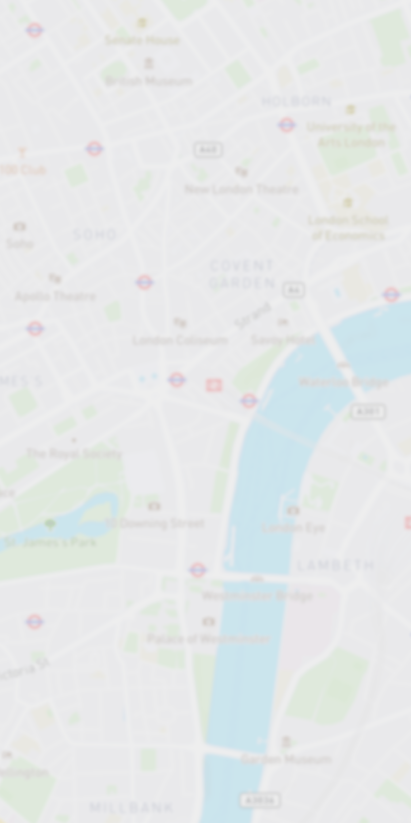 Senate House
British Museum
HOLBORN
University of the
Arts London
A40
100 Club
New London Theatre
London School
of Economics
Soho
SOHO
COVENT
GARDEN
A4
Apollo Theatre
Strand
London Coliseum
Savoy Hotel
Waterloo Bridge
A301
The Royal Society
10 Downing Street
London Eye
St. James's Park
LAMBETH
Westminster Bridge
Palace of Westminster
Garden Museum
A3036
MILLBANK